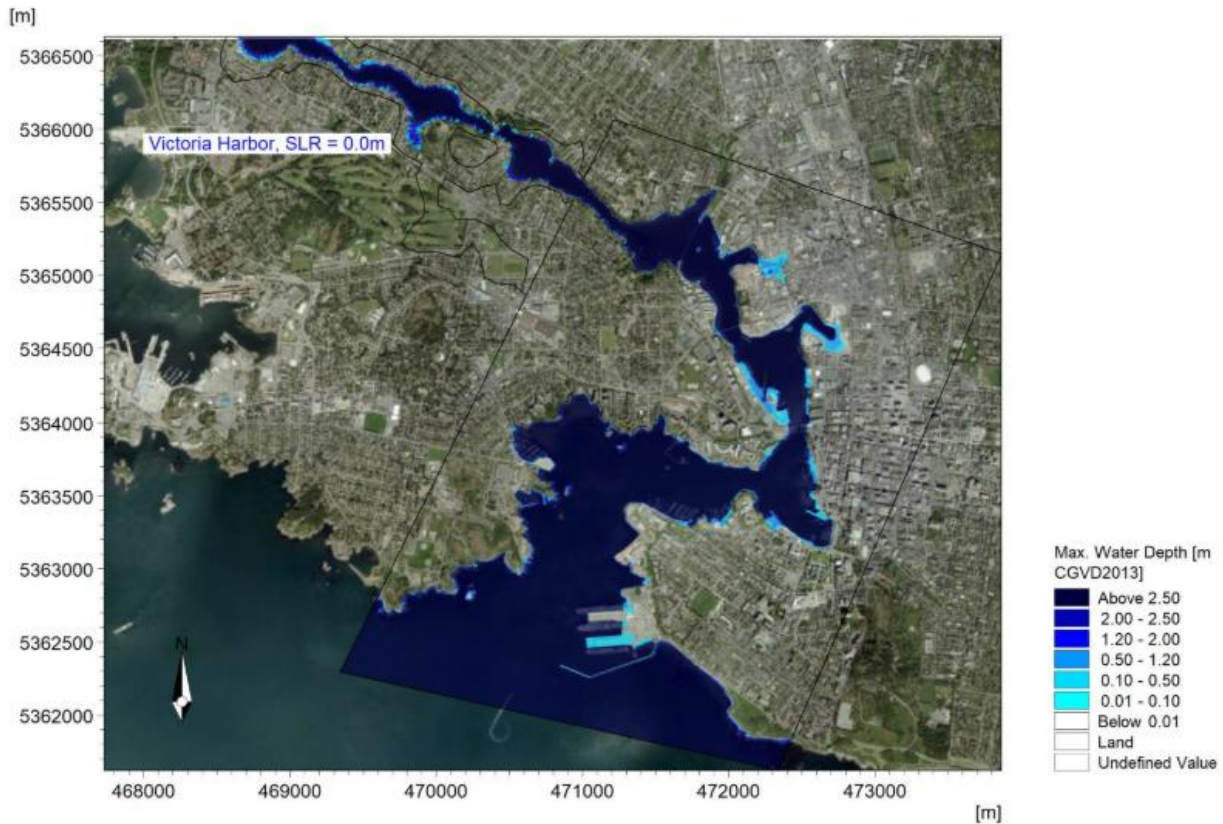 [m]
5366500
5366000
Victoria Harbor, SLR = 0.0m
5365500
5365000
5364500
5364000
5363500
5363000
5362500
5362000
N
468000 469000 470000 471000 472000 473000
[m]
Max. Water Depth [m
CGVD2013]
Above 2.50
2.00 - 2.50
1.20 - 2.00
0.50 - 1.20
0.10 - 0.50
0.01 - 0.10
Below 0.01
Land
Undefined Value